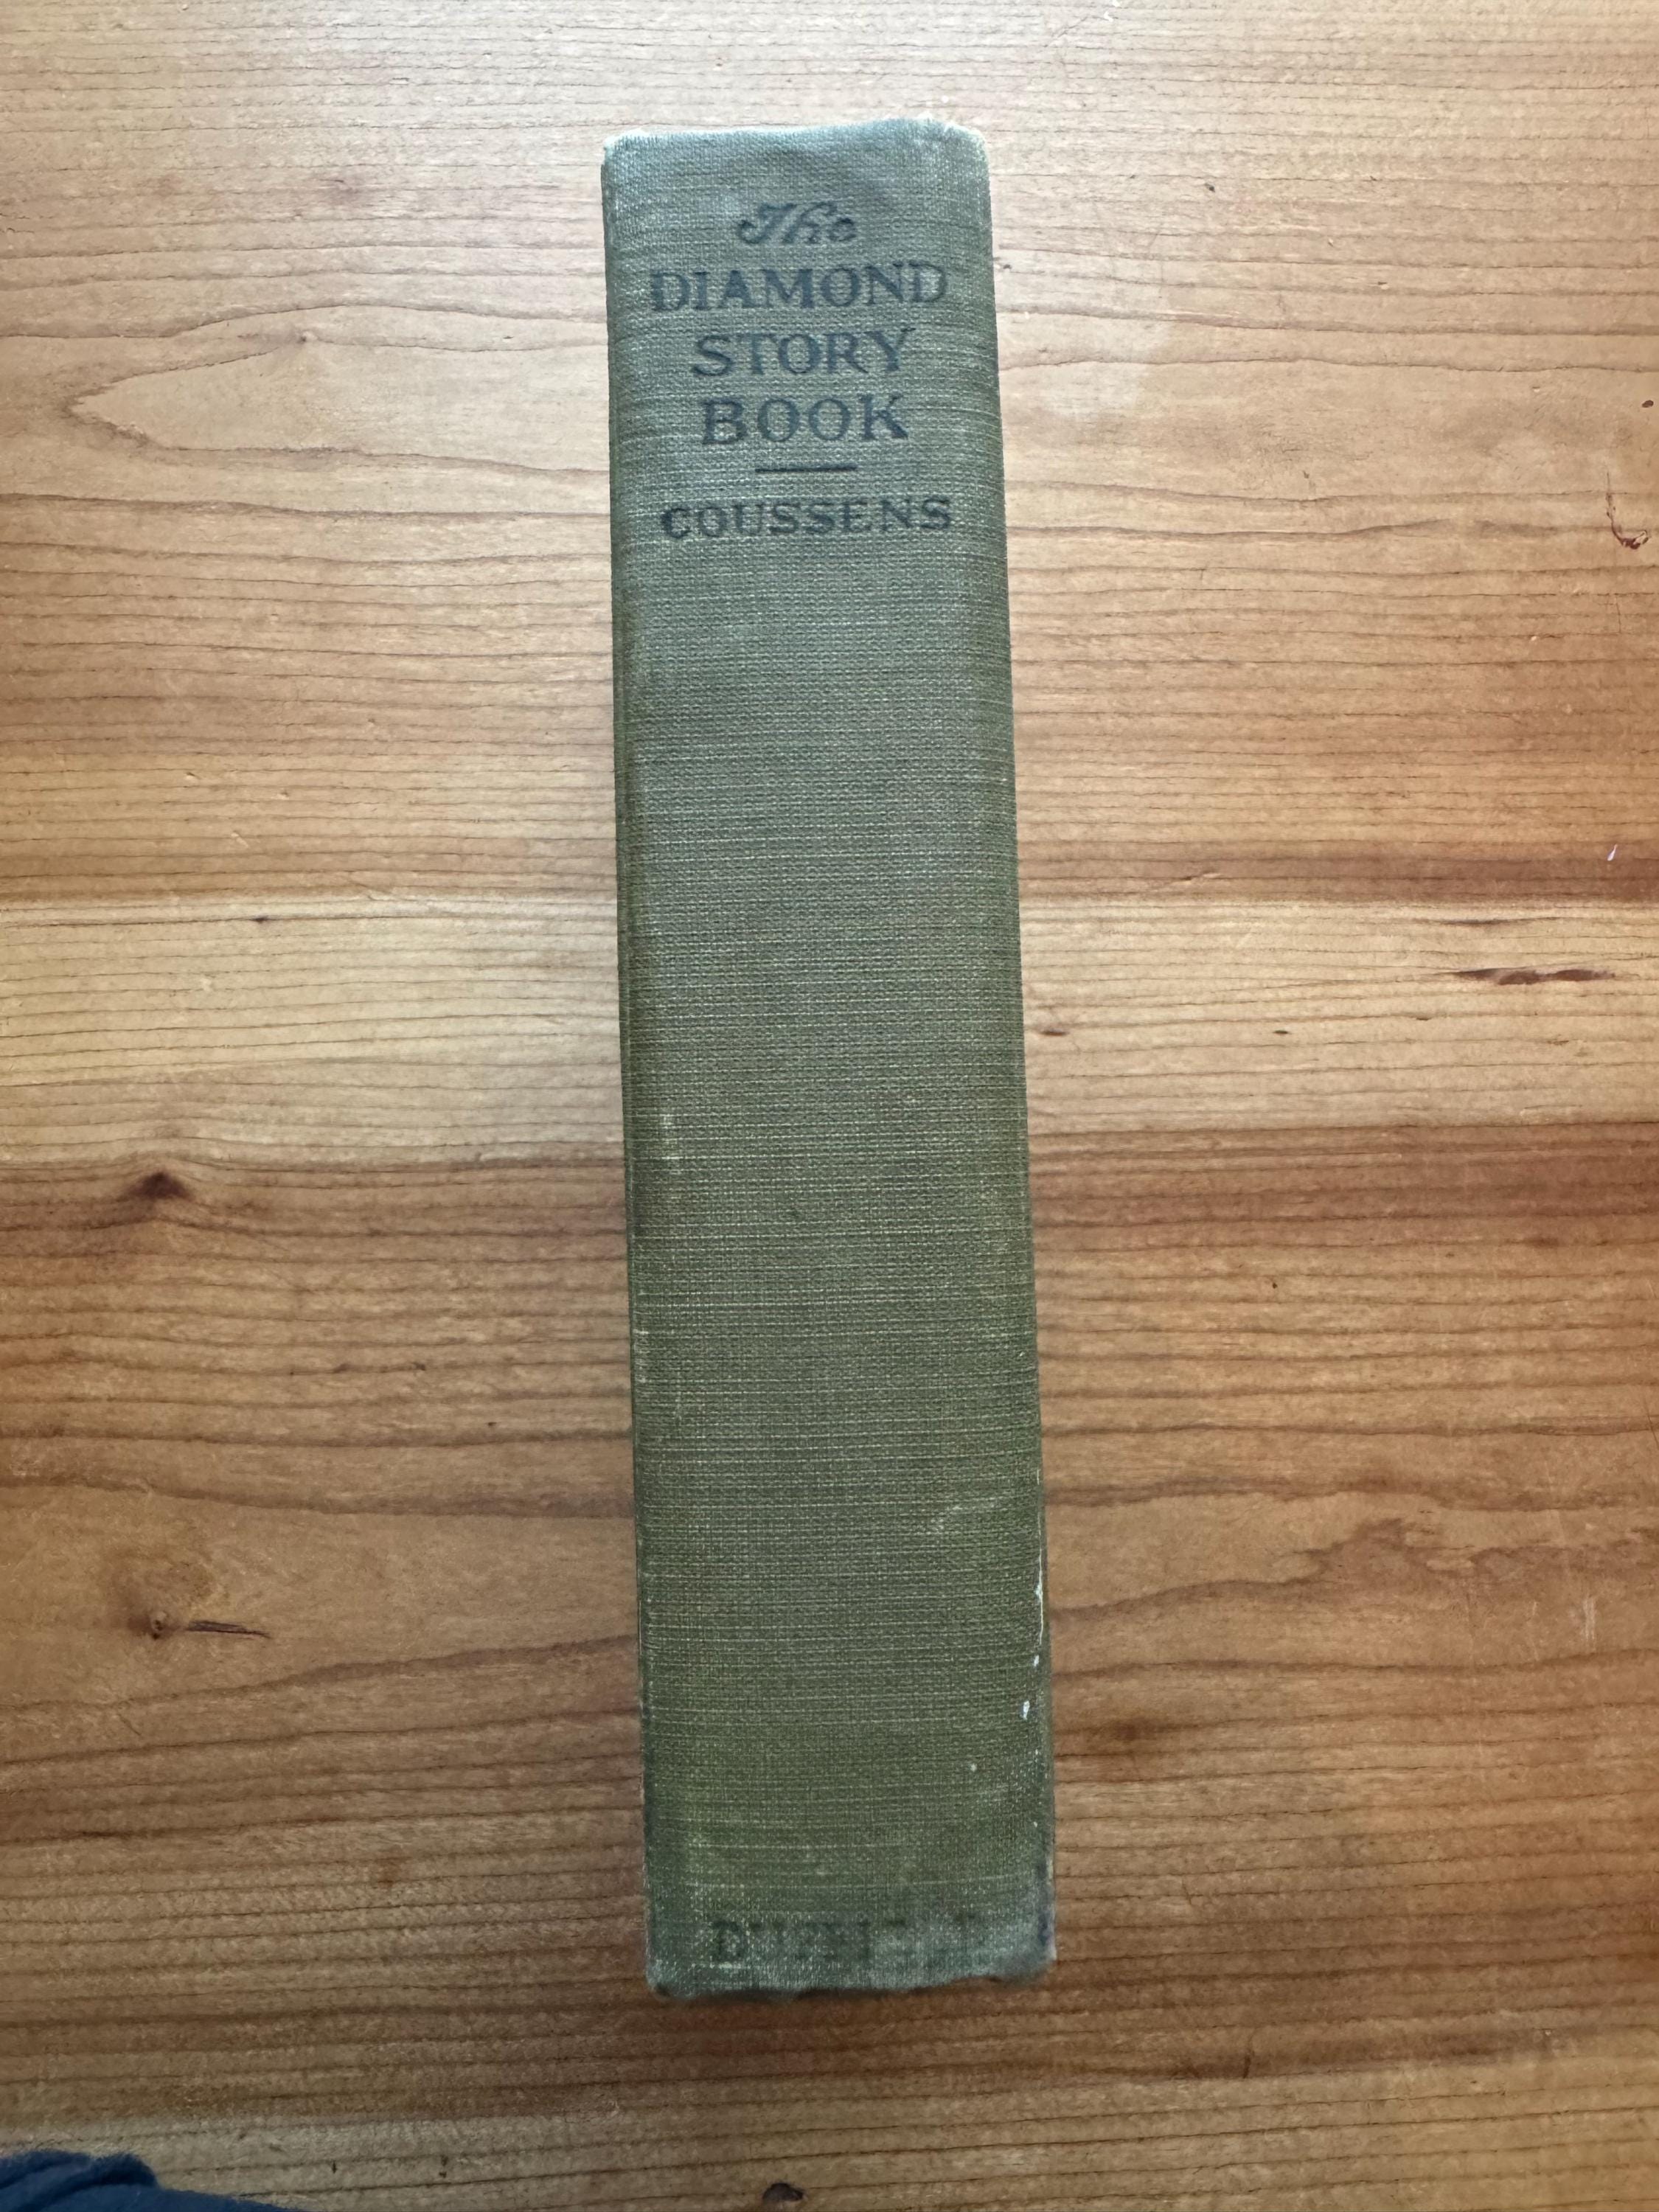 The
DIAMOND
STORY
BOOK
COUSSENS